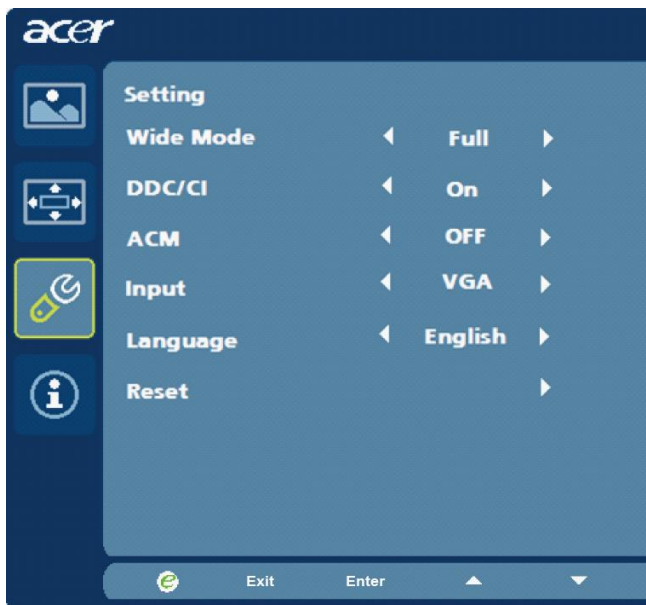 acer
Setting
Wide Mode Full
DDC/CI On
ACM OFF
Input VGA
Language English
Reset
e Exit Enter